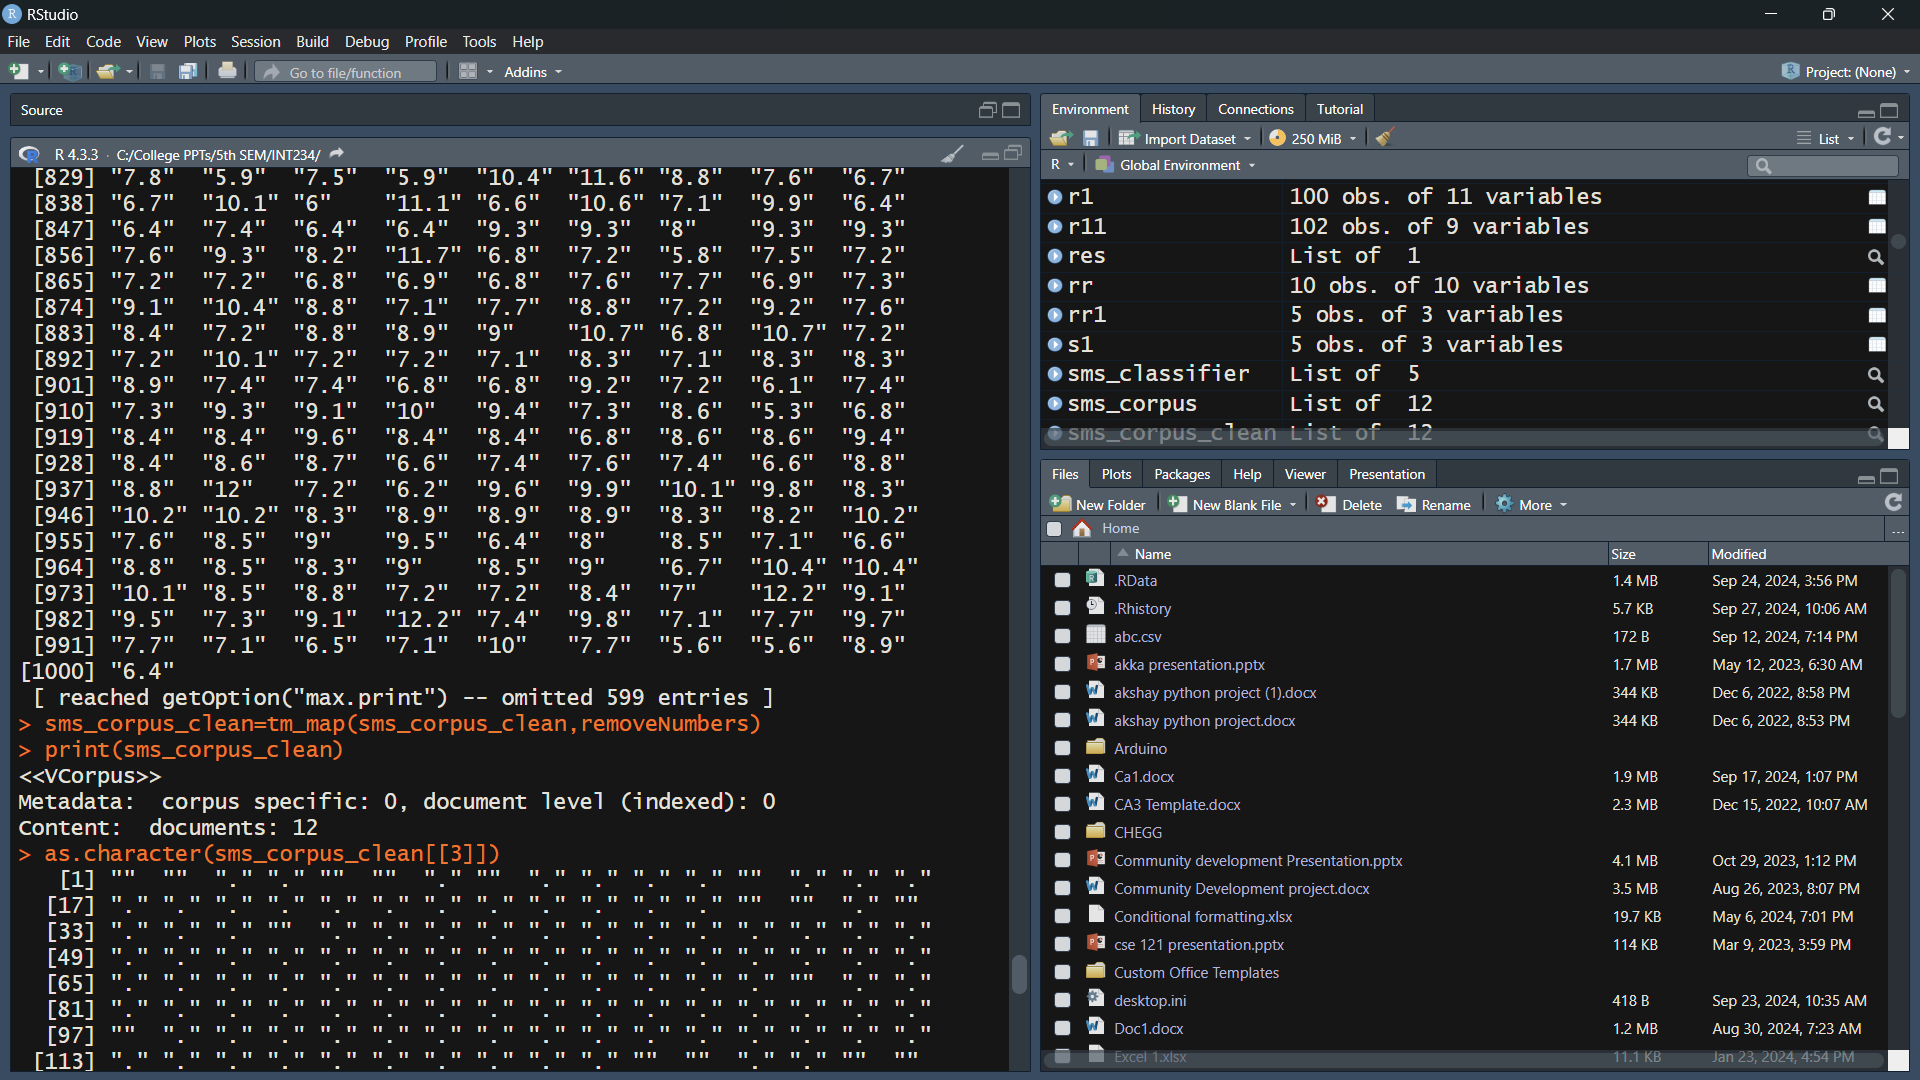 RStudio
File Edit Code View Plots Session Build Debug Profile Tools Help
Go to file/function Addins Project: (None)
Source
R 4.3.3 · C:/College PPTs/5th SEM/INT234/
[829] "7.8" "5.9" "7.5" "5.9" "10.4" "11.6" "8.8" "7.6" "6.7"
[838] "6.7" "10.1" "6" "11.1" "6.6" "10.6" "7.1" "9.9" "6.4"
[847] "6.4" "7.4" "6.4" "6.4" "9.3" "9.3" "8" "9.3" "9.3"
[856] "7.6" "9.3" "8.2" "11.7" "6.8" "7.2" "5.8" "7.5" "7.2"
[865] "7.2" "7.2" "6.8" "6.9" "6.8" "7.6" "7.7" "6.9" "7.3"
[874] "9.1" "10.4" "8.8" "7.1" "7.7" "8.8" "7.2" "9.2" "7.6"
[883] "8.4" "7.2" "8.8" "8.9" "9" "10.7" "6.8" "10.7" "7.2"
[892] "7.2" "10.1" "7.2" "7.2" "7.1" "8.3" "7.1" "8.3" "8.3"
[901] "8.9" "7.4" "7.4" "6.8" "6.8" "9.2" "7.2" "6.1" "7.4"
[910] "7.3" "9.3" "9.1" "10" "9.4" "7.3" "8.6" "5.3" "6.8"
[919] "8.4" "8.4" "9.6" "8.4" "8.4" "6.8" "8.6" "8.6" "9.4"
[928] "8.4" "8.6" "8.7" "6.6" "7.4" "7.6" "7.4" "6.6" "8.8"
[937] "8.8" "12" "7.2" "6.2" "9.6" "9.9" "10.1" "9.8" "8.3"
[946] "10.2" "10.2" "8.3" "8.9" "8.9" "8.9" "8.3" "8.2" "10.2"
[955] "7.6" "8.5" "9" "9.5" "6.4" "8" "8.5" "7.1" "6.6"
[964] "8.8" "8.5" "8.3" "9" "8.5" "9" "6.7" "10.4" "10.4"
[973] "10.1" "8.5" "8.8" "7.2" "7.2" "8.4" "7" "12.2" "9.1"
[982] "9.5" "7.3" "9.1" "12.2" "7.4" "9.8" "7.1" "7.7" "9.7"
[991] "7.7" "7.1" "6.5" "7.1" "10" "7.7" "5.6" "5.6" "8.9"
[1000] "6.4"
[ reached getOption("max.print") -- omitted 599 entries ]
> sms_corpus_clean=tm_map(sms_corpus_clean,removeNumbers)
> print(sms_corpus_clean)
<<VCorpus>>
Metadata: corpus specific: 0, document level (indexed): 0
Content: documents: 12
> as.character(sms_corpus_clean[[3]])
[1] "" "" "." "." "" "" "." "" "." "." "." "." "" "." "." "."
[17] "." "." "." "." "." "." "." "." "." "." "." "." "" "" "." ""
[33] "." "." "." "" "." "." "." "." "." "." "." "." "." "." "." "."
[49] "." "." "." "." "." "." "." "." "." "." "." "." "." "." "." "."
[65] "." "." "." "." "." "." "." "." "." "." "." "." "." "" "." "."
[81] "." "." "." "." "." "." "." "." "." "." "." "." "." "." "." "."
[97] "" "." "." "." "." "." "." "." "." "." "." "." "." "." "." "."
[113] "." "." "." "." "." "." "." "." "." "." "" "" "." "." "" ""
Environment History Connections Tutorial
Import Dataset 250 MiB List
R Global Environment
r1 100 obs. of 11 variables
r11 102 obs. of 9 variables
res List of 1
rr 10 obs. of 10 variables
rr1 5 obs. of 3 variables
s1 5 obs. of 3 variables
sms_classifier List of 5
sms_corpus List of 12
sms_corpus_clean List of 12
Files Plots Packages Help Viewer Presentation
New Folder New Blank File Delete Rename More
Home ...
Name Size Modified
.RData 1.4 MB Sep 24, 2024, 3:56 PM
.Rhistory 5.7 KB Sep 27, 2024, 10:06 AM
abc.csv 172 B Sep 12, 2024, 7:14 PM
akka presentation.pptx 1.7 MB May 12, 2023, 6:30 AM
akshay python project (1).docx 344 KB Dec 6, 2022, 8:58 PM
akshay python project.docx 344 KB Dec 6, 2022, 8:53 PM
Arduino
Ca1.docx 1.9 MB Sep 17, 2024, 1:07 PM
CA3 Template.docx 2.3 MB Dec 15, 2022, 10:07 AM
CHEGG
Community development Presentation.pptx 4.1 MB Oct 29, 2023, 1:12 PM
Community Development project.docx 3.5 MB Aug 26, 2023, 8:07 PM
Conditional formatting.xlsx 19.7 KB May 6, 2024, 7:01 PM
cse 121 presentation.pptx 114 KB Mar 9, 2023, 3:59 PM
Custom Office Templates
desktop.ini 418 B Sep 23, 2024, 10:35 AM
Doc1.docx 1.2 MB Aug 30, 2024, 7:23 AM
Excel 1.xlsx 11.1 KB Jan 23, 2024, 4:54 PM